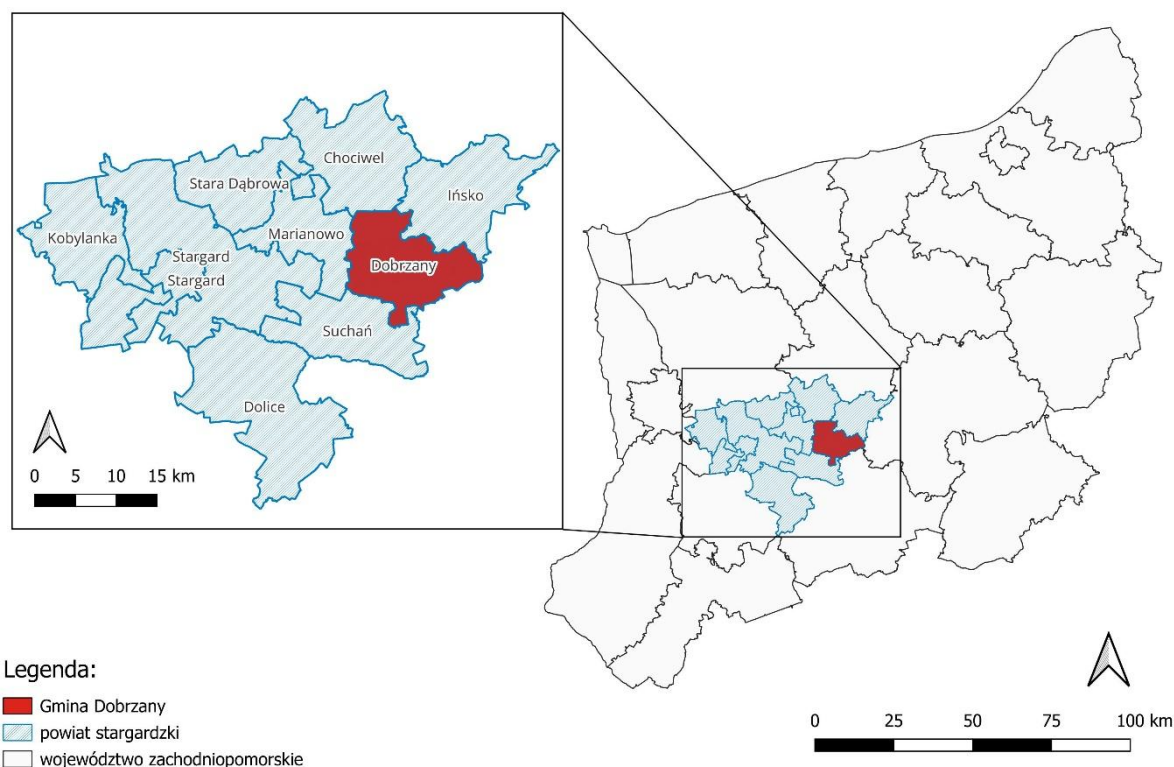 Chociwel
Stara Dąbrowa
Ińsko
Kobylanka
Marianowo
Stargard
Dobrzany
Stargard
Suchań
Dolice
0 5 10 15 km
Legenda:
Gmina Dobrzany
powiat stargardzki
województwo zachodniopomorskie
0 25 50 75 100 km